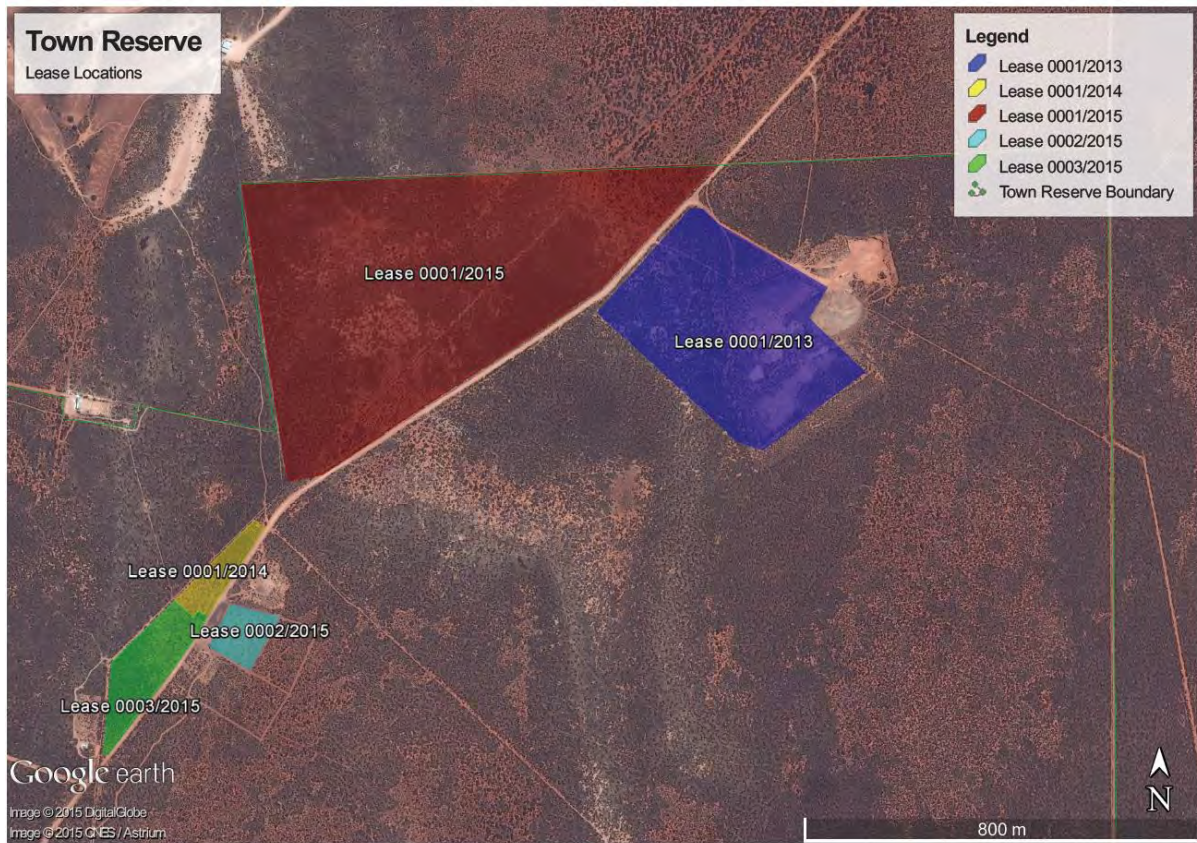 Town Reserve
Lease Locations
Legend
Lease 0001/2013
Lease 0001/2014
Lease 0001/2015
Lease 0002/2015
Lease 0003/2015
Town Reserve Boundary
Lease 0001/2015
Lease 0001/2013
Lease 0001/2014
Lease 0002/2015
Lease 0003/2015
Google earth
Image © 2015 DigitalGlobe
Image © 2015 CNES / Astrium
N
800 m